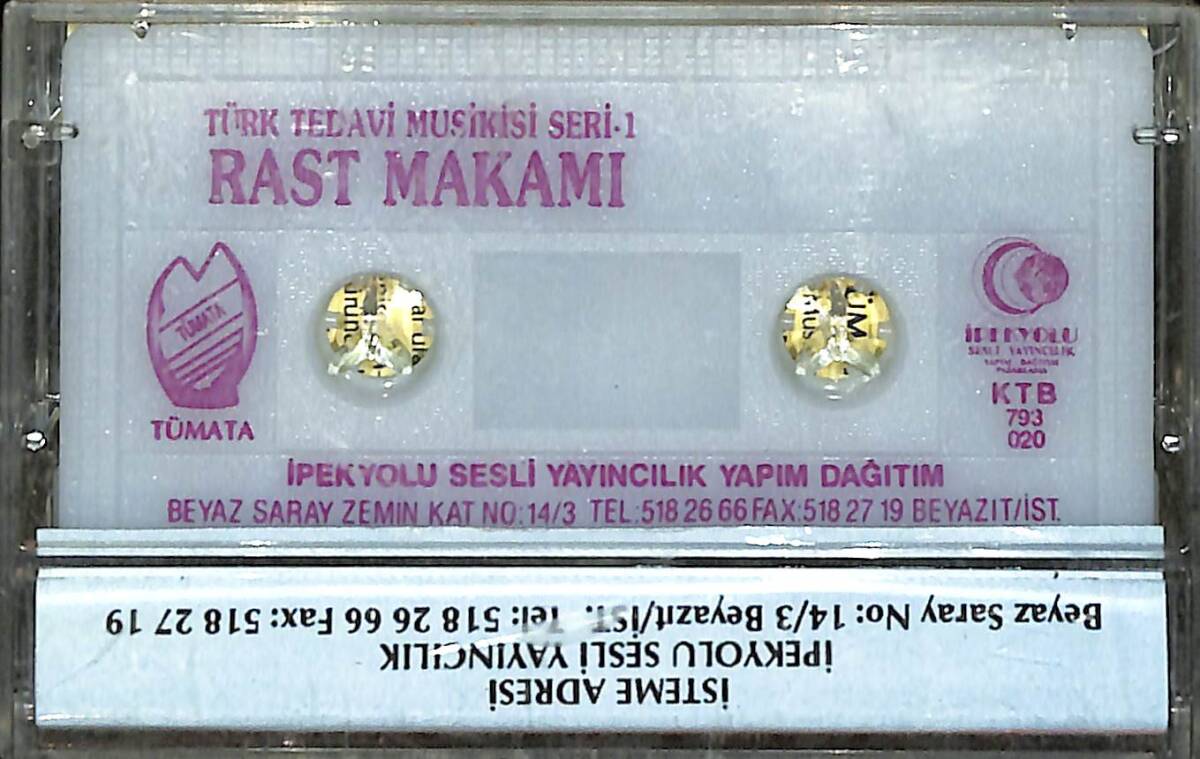 TÜRK TEDAVİ MUSİKİSİ SERİ-1
RAST MAKAMI
TÜMATA
TÜMATA
İPEKYOLU
SESLİ YAYINCILIK
YAPIM DAĞITIM
PAZARLAMA
KTB
793
020
İPEKYOLU SESLİ YAYINCILIK YAPIM DAĞITIM
BEYAZ SARAY ZEMIN KAT NO:14/3 TEL:518 26 66 FAX:518 27 19 BEYAZIT/İST.
İSTEME ADRESİ
İPEKYOLU SESLİ YAYINCILIK
Beyaz Saray No: 14/3 Beyazıt/İST. Tel: 518 26 66 Fax: 518 27 19